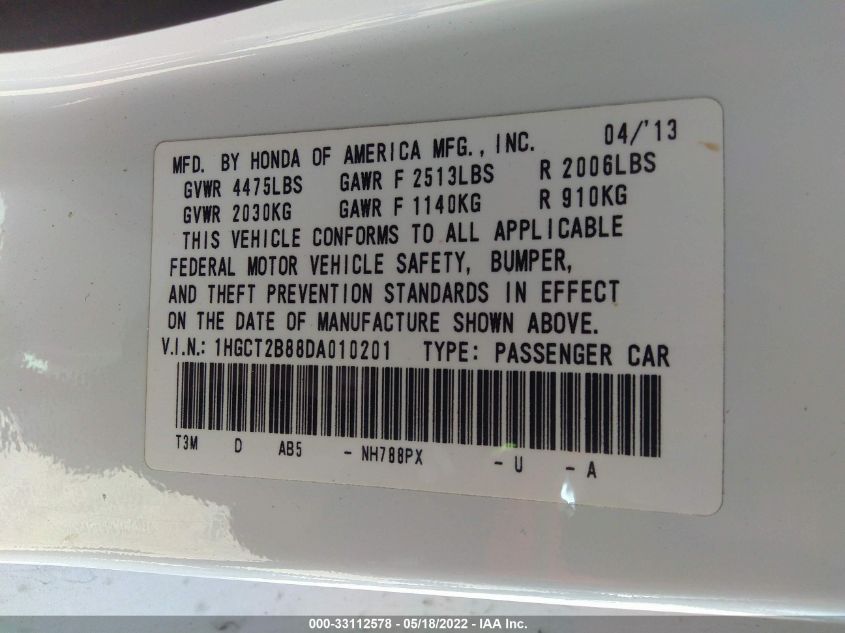 MFD. BY HONDA OF AMERICA MFG., INC. 04/'13
GVWR 4475LBS GAWR F 2513LBS R 2006LBS
GVWR 2030KG GAWR F 1140KG R 910KG
THIS VEHICLE CONFORMS TO ALL APPLICABLE
FEDERAL MOTOR VEHICLE SAFETY, BUMPER,
AND THEFT PREVENTION STANDARDS IN EFFECT
ON THE DATE OF MANUFACTURE SHOWN ABOVE.
V.I.N.: 1HGCT2B88DA010201 TYPE: PASSENGER CAR
T3M D AB5 - NH788PX - U - A
000-33112578 - 05/18/2022 - IAA Inc.